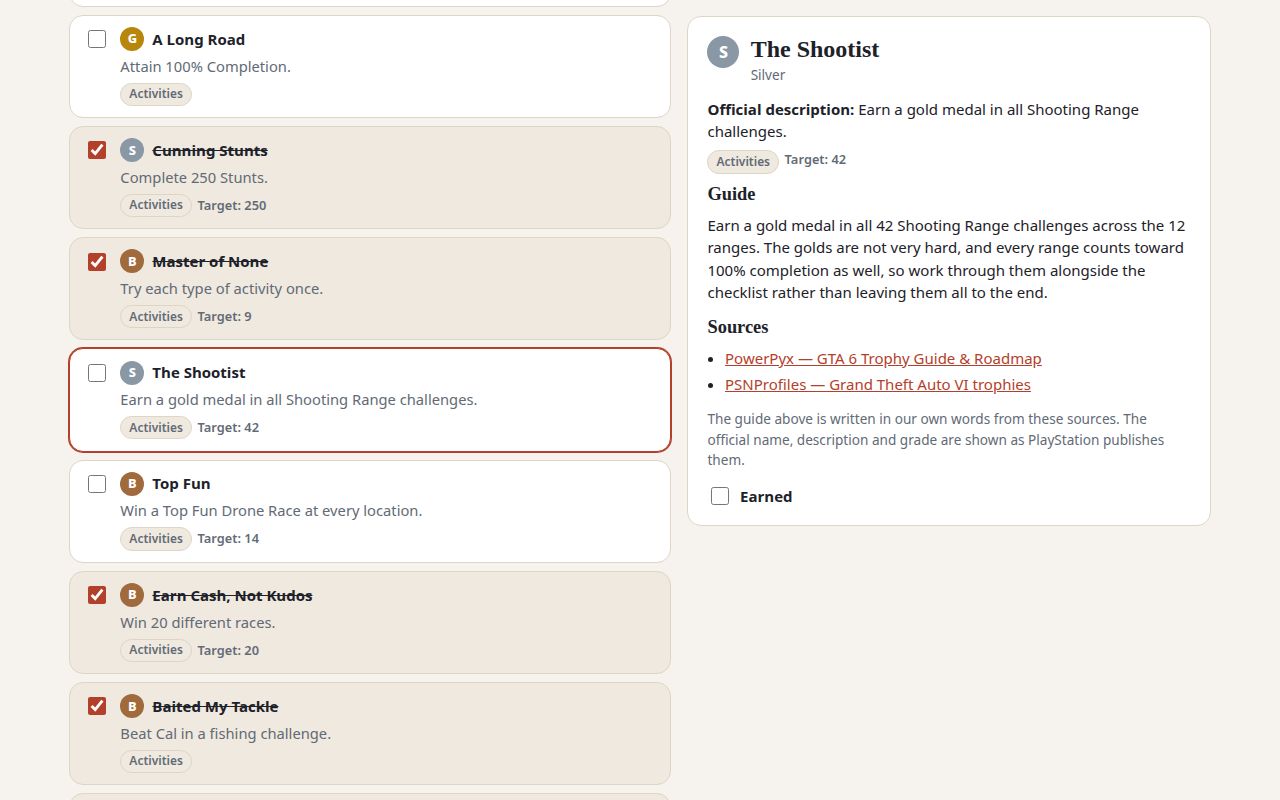 G A Long Road
Attain 100% Completion.
Activities
S Cunning Stunts
Complete 250 Stunts.
Activities Target: 250
B Master of None
Try each type of activity once.
Activities Target: 9
S The Shootist
Earn a gold medal in all Shooting Range challenges.
Activities Target: 42
B Top Fun
Win a Top Fun Drone Race at every location.
Activities Target: 14
B Earn Cash, Not Kudos
Win 20 different races.
Activities Target: 20
B Baited My Tackle
Beat Cal in a fishing challenge.
Activities
S The Shootist
Silver
Official description: Earn a gold medal in all Shooting Range
challenges.
Activities Target: 42
Guide
Earn a gold medal in all 42 Shooting Range challenges across the 12
ranges. The golds are not very hard, and every range counts toward
100% completion as well, so work through them alongside the
checklist rather than leaving them all to the end.
Sources
• PowerPyx — GTA 6 Trophy Guide & Roadmap
• PSNProfiles — Grand Theft Auto VI trophies
The guide above is written in our own words from these sources. The
official name, description and grade are shown as PlayStation publishes
them.
Earned